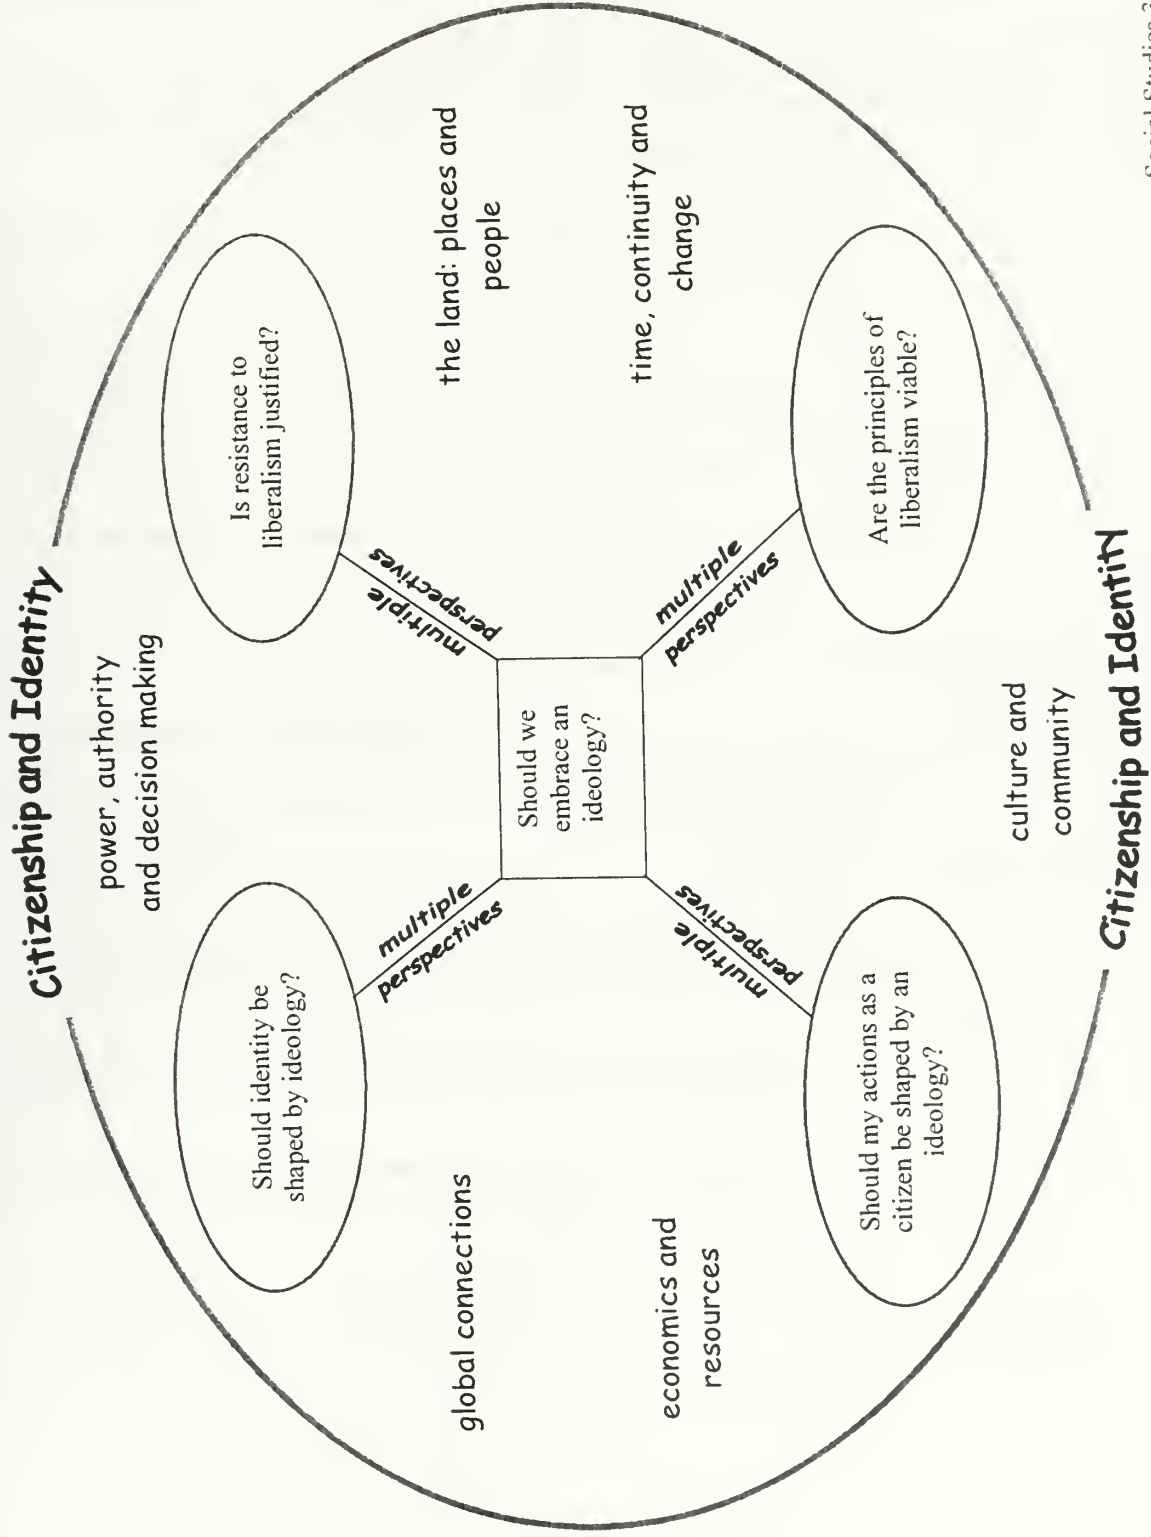 Citizenship and Identity
power, authority
and decision making
Should identity be
shaped by ideology?
Is resistance to
liberalism justified?
multiple
perspectives
multiple
perspectives
global connections
the land: places and
people
Should we
embrace an
ideology?
economics and
resources
time, continuity and
change
multiple
perspectives
multiple
perspectives
Should my actions as a
citizen be shaped by an
ideology?
Are the principles of
liberalism viable?
culture and
community
Citizenship and Identity
Social Studies